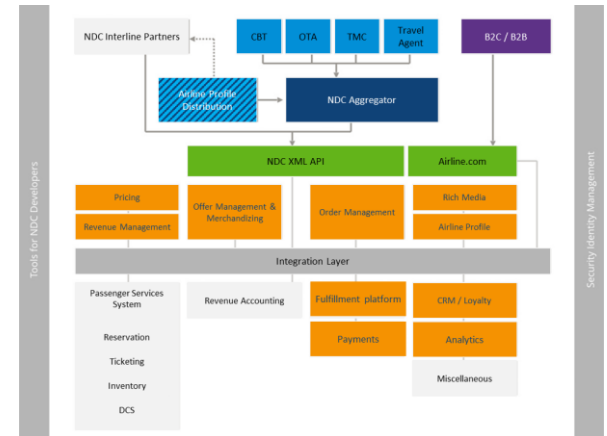 NDC Interline Partners
CBT
OTA
TMC
Travel
Agent
B2C / B2B
Airline Profile
Distribution
NDC Aggregator
NDC XML API
Airline.com
Pricing
Revenue Management
Offer Management &
Merchandizing
Order Management
Rich Media
Airline Profile
Integration Layer
Passenger Services
System
Reservation
Ticketing
Inventory
DCS
Revenue Accounting
Fulfillment platform
Payments
CRM / Loyalty
Analytics
Miscellaneous
Tools for NDC Developers
Security Identity Management